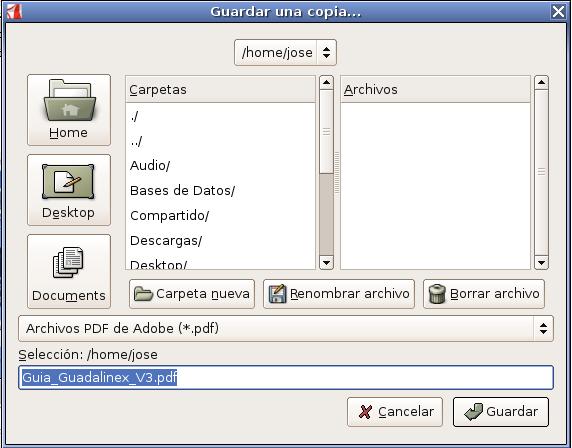 Guardar una copia...
/home/jose
Home
Desktop
Documents
Carpetas
./
../
Audio/
Bases de Datos/
Compartido/
Descargas/
Desktop/
Archivos
Carpeta nueva
Renombrar archivo
Borrar archivo
Archivos PDF de Adobe (*.pdf)
Selección: /home/jose
Guia_Guadalinex_V3.pdf
Cancelar
Guardar